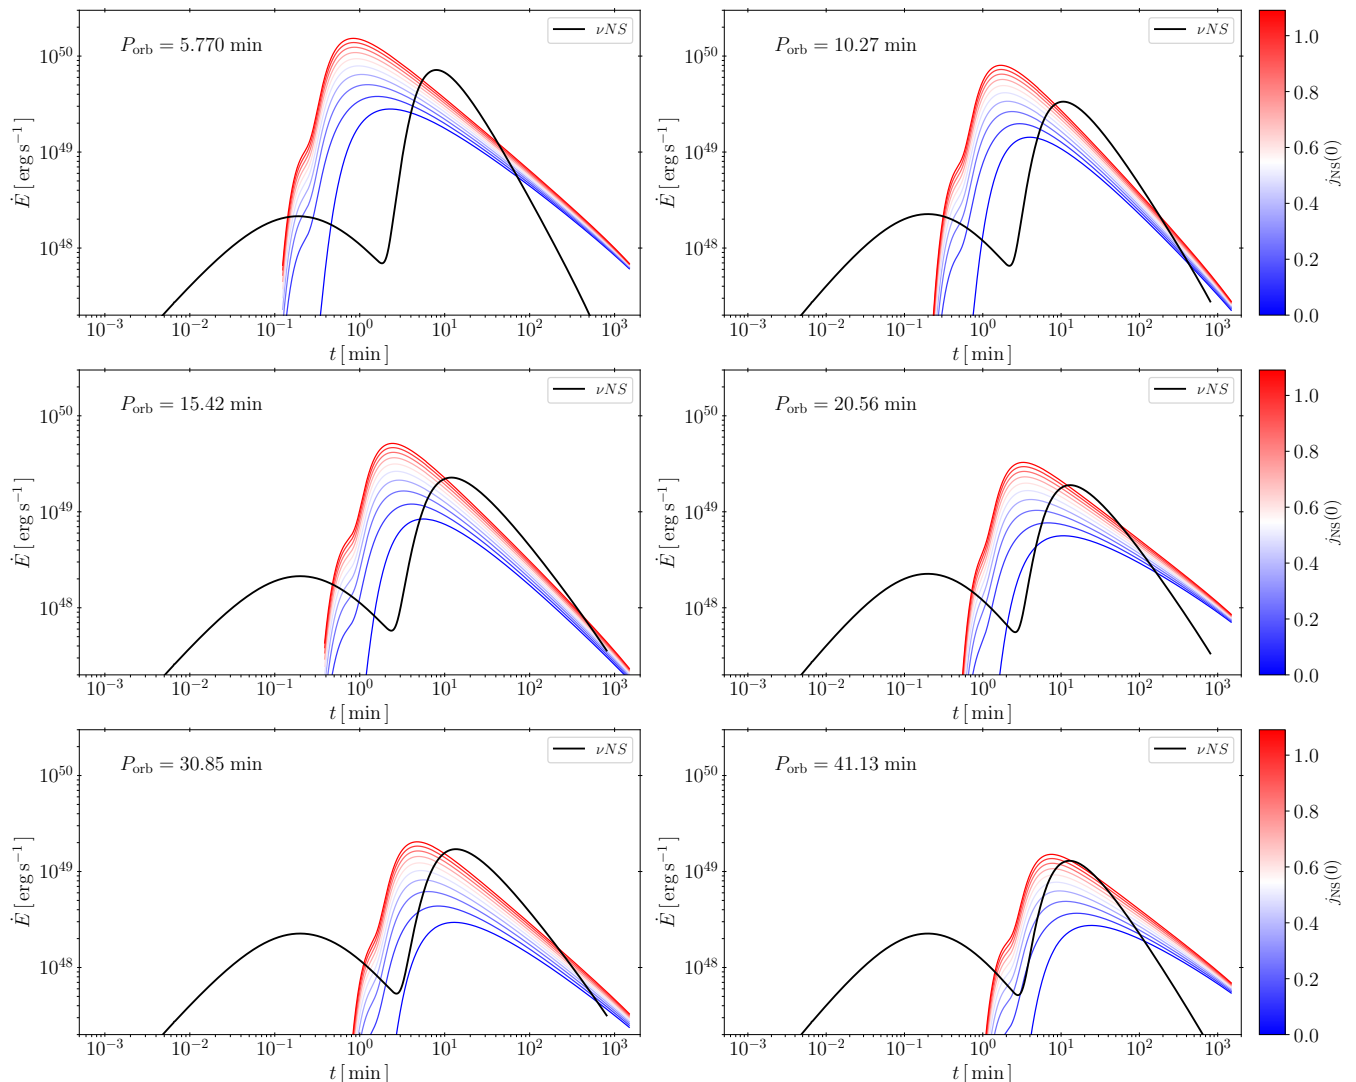 P_orb = 5.770 min
νNS
10^50
10^49
10^48
Ė [erg s^−1]
10^−3 10^−2 10^−1 10^0 10^1 10^2 10^3
t [min]
P_orb = 10.27 min
νNS
10^50
10^49
10^48
Ė [erg s^−1]
10^−3 10^−2 10^−1 10^0 10^1 10^2 10^3
t [min]
1.0
0.8
0.6
0.4
0.2
0.0
j_NS(0)
P_orb = 15.42 min
νNS
10^50
10^49
10^48
Ė [erg s^−1]
10^−3 10^−2 10^−1 10^0 10^1 10^2 10^3
t [min]
P_orb = 20.56 min
νNS
10^50
10^49
10^48
Ė [erg s^−1]
10^−3 10^−2 10^−1 10^0 10^1 10^2 10^3
t [min]
1.0
0.8
0.6
0.4
0.2
0.0
j_NS(0)
P_orb = 30.85 min
νNS
10^50
10^49
10^48
Ė [erg s^−1]
10^−3 10^−2 10^−1 10^0 10^1 10^2 10^3
t [min]
P_orb = 41.13 min
νNS
10^50
10^49
10^48
Ė [erg s^−1]
10^−3 10^−2 10^−1 10^0 10^1 10^2 10^3
t [min]
1.0
0.8
0.6
0.4
0.2
0.0
j_NS(0)